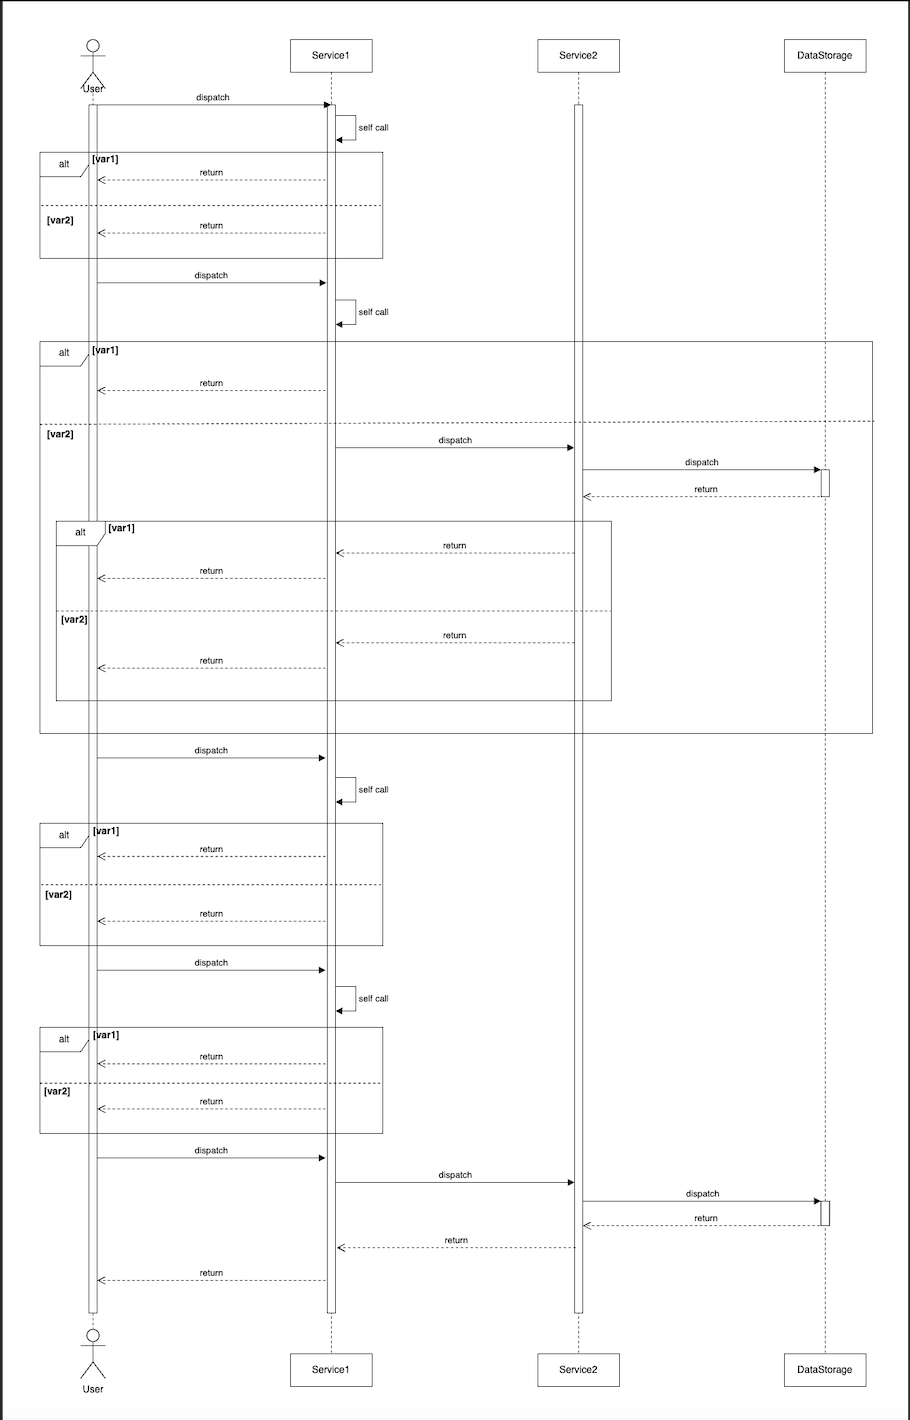 User
Service1
Service2
DataStorage
dispatch
self call
alt
[var1]
return
[var2]
return
dispatch
self call
alt
[var1]
return
[var2]
dispatch
dispatch
return
alt
[var1]
return
return
[var2]
return
return
dispatch
self call
alt
[var1]
return
[var2]
return
dispatch
self call
alt
[var1]
return
[var2]
return
dispatch
dispatch
dispatch
return
return
return
User
Service1
Service2
DataStorage